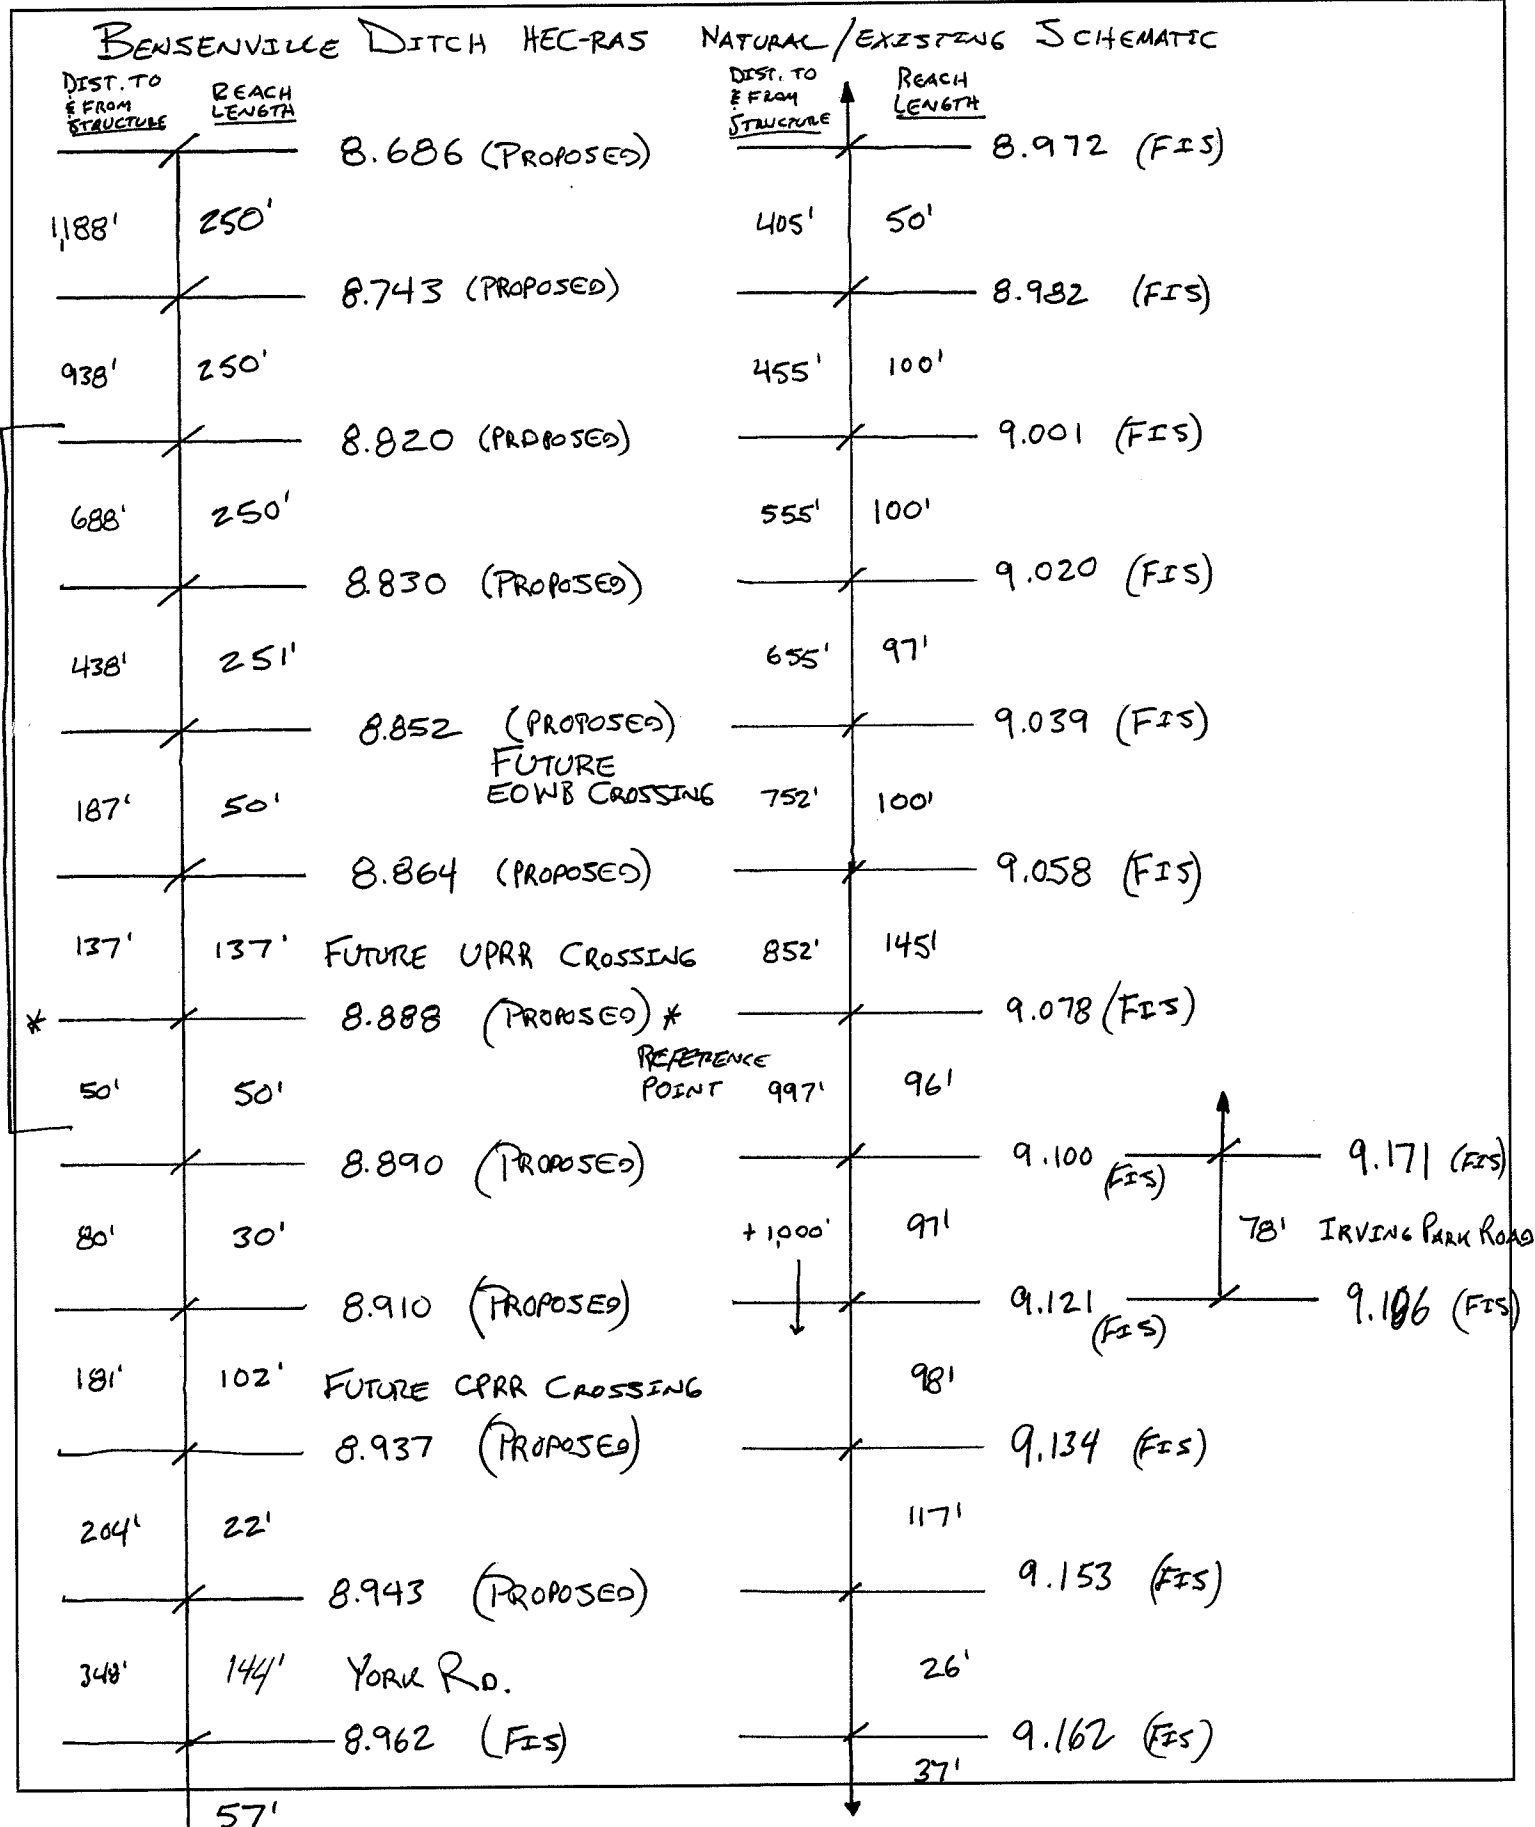 BENSENVILLE DITCH HEC-RAS NATURAL/EXISTING SCHEMATIC
DIST. TO
& FROM
STRUCTURE
REACH
LENGTH
8.686 (PROPOSED)
1,188' 250'
8.743 (PROPOSED)
938' 250'
8.820 (PROPOSED)
688' 250'
8.830 (PROPOSED)
438' 251'
8.852 (PROPOSED)
FUTURE
EOWB CROSSING
187' 50'
8.864 (PROPOSED)
137' 137' FUTURE UPRR CROSSING
* 8.888 (PROPOSED) *
REFERENCE
POINT
50' 50'
8.890 (PROPOSED)
80' 30'
8.910 (PROPOSED)
181' 102' FUTURE CPRR CROSSING
8.937 (PROPOSED)
204' 22'
8.943 (PROPOSED)
348' 144' YORK RD.
8.962 (FIS)
57'
DIST. TO
& FROM
STRUCTURE
REACH
LENGTH
8.972 (FIS)
405' 50'
8.982 (FIS)
455' 100'
9.001 (FIS)
555' 100'
9.020 (FIS)
655' 97'
9.039 (FIS)
752' 100'
9.058 (FIS)
852' 145'
9.078 (FIS)
997' 96'
9.100 (FIS)
+1,000' 97'
9.121 (FIS)
98'
9.134 (FIS)
117'
9.153 (FIS)
26'
9.162 (FIS)
37'
9.171 (FIS)
78' IRVING PARK ROAD
(FIS)